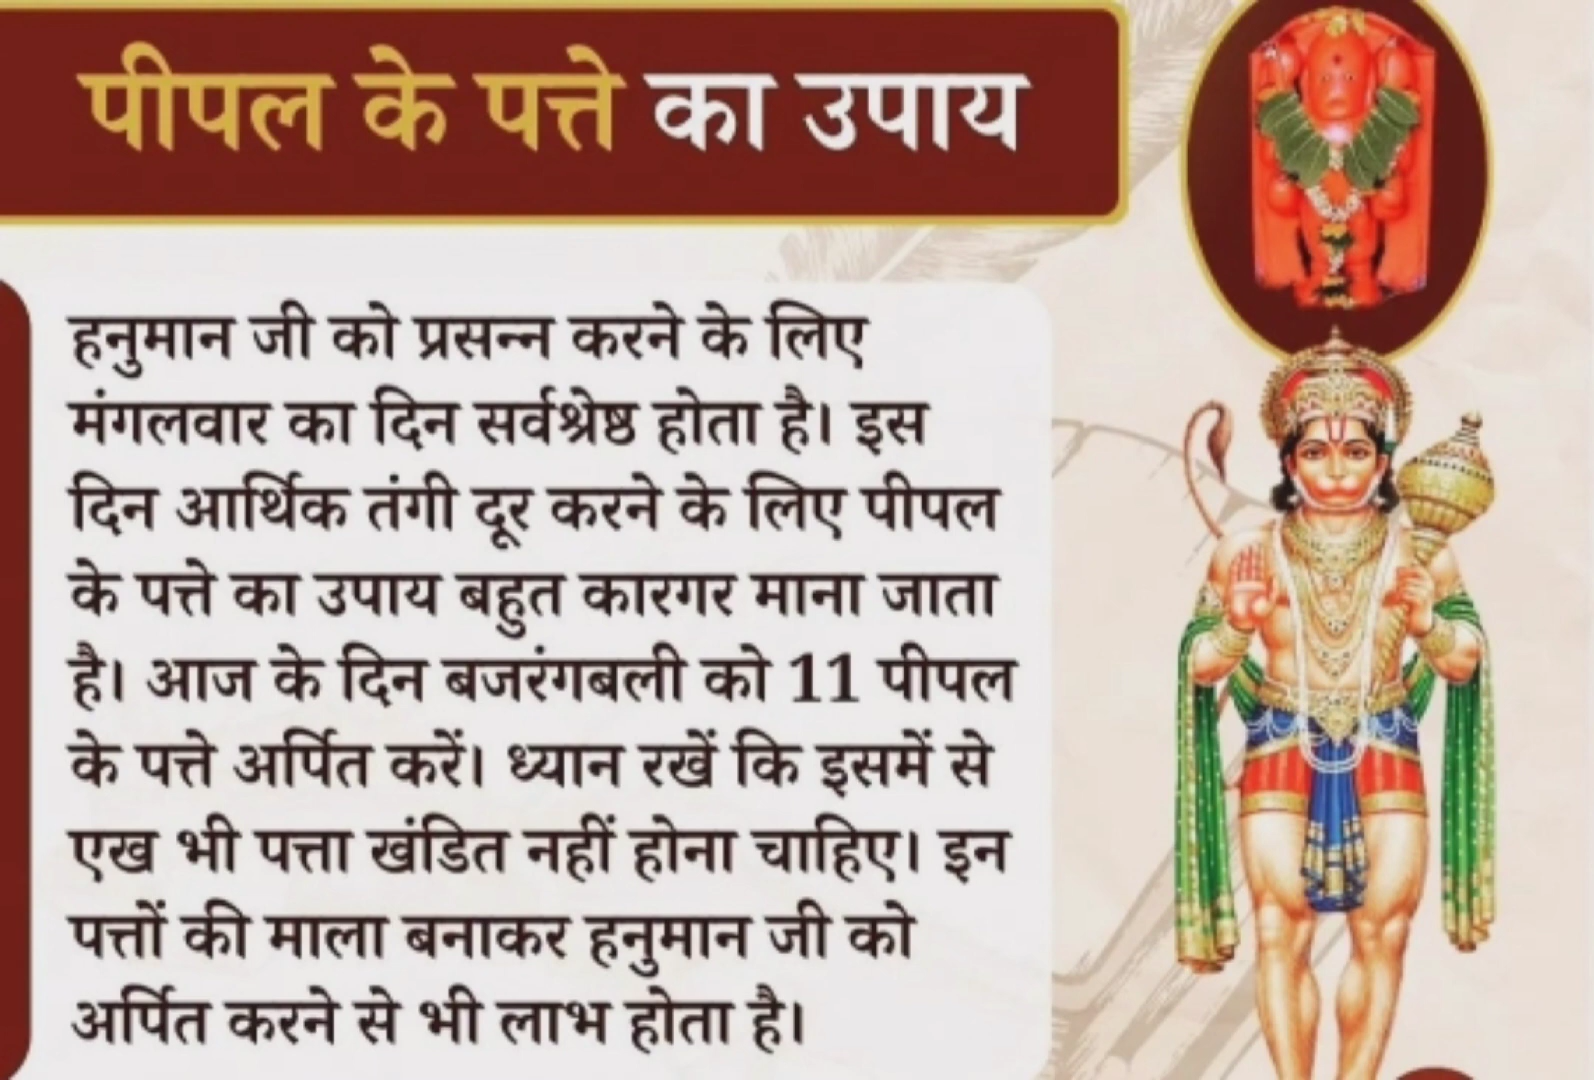 पीपल के पत्ते का उपाय
हनुमान जी को प्रसन्न करने के लिए
मंगलवार का दिन सर्वश्रेष्ठ होता है। इस
दिन आर्थिक तंगी दूर करने के लिए पीपल
के पत्ते का उपाय बहुत कारगर माना जाता
है। आज के दिन बजरंगबली को 11 पीपल
के पत्ते अर्पित करें। ध्यान रखें कि इसमें से
एख भी पत्ता खंडित नहीं होना चाहिए। इन
पत्तों की माला बनाकर हनुमान जी को
अर्पित करने से भी लाभ होता है।